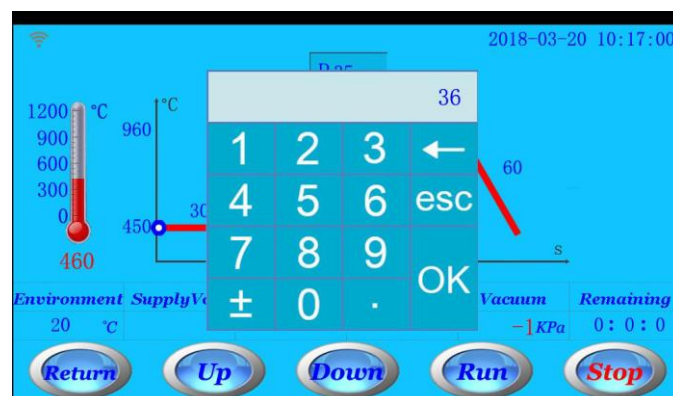 2018-03-20 10:17:00
36
1200 °C
900
600
300
0
460
°C
960
450
30
60
s
1 2 3 ←
4 5 6 esc
7 8 9
OK
± 0 .
Environment
Vacuum Remaining
20 °C
-1 KPa 0: 0: 0
Return Up Down Run Stop